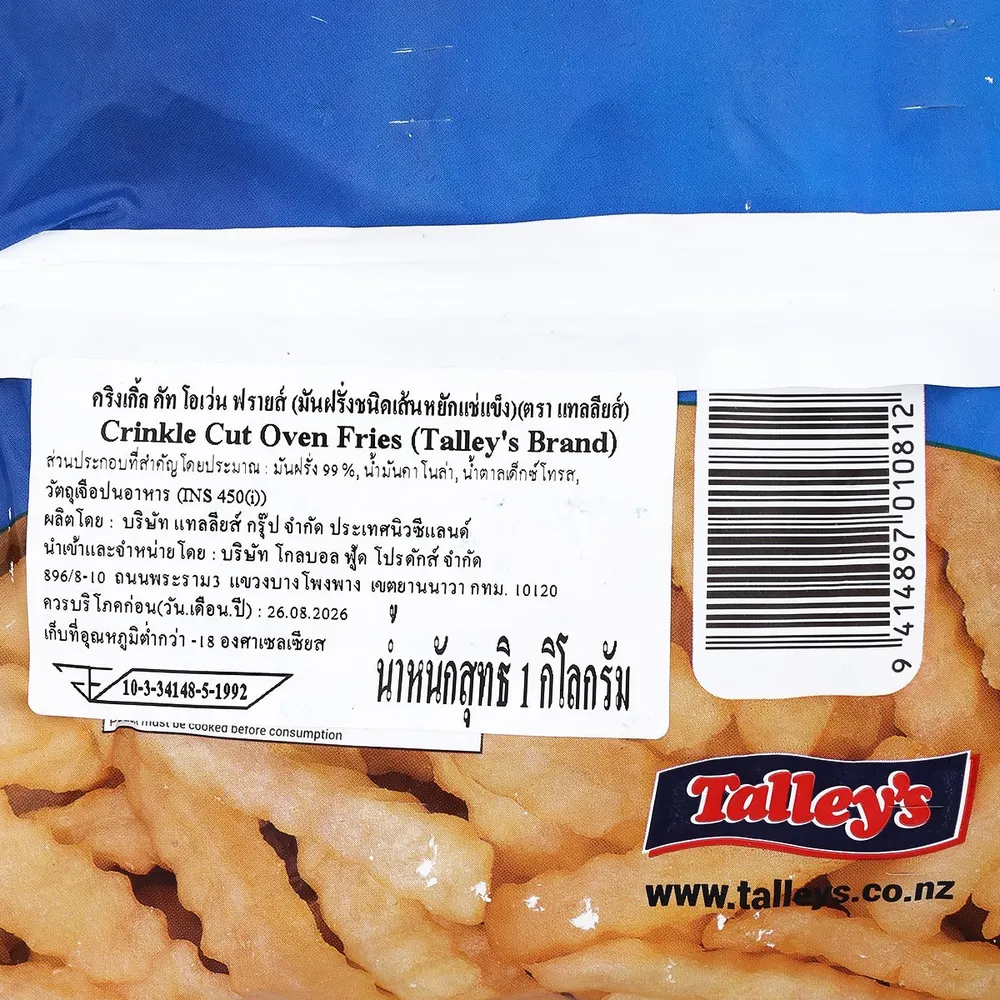 คริงเกิ้ล คัท โอเว่น ฟรายส์ (มันฝรั่งชนิดเส้นหยักแช่แข็ง)(ตรา แทลลียส์)
Crinkle Cut Oven Fries (Talley's Brand)
ส่วนประกอบที่สำคัญโดยประมาณ : มันฝรั่ง 99 %, น้ำมันคาโนล่า, น้ำตาลเด็กซ์โทรส,
วัตถุเจือปนอาหาร (INS 450(i))
ผลิตโดย : บริษัท แทลลียส์ กรุ๊ป จำกัด ประเทศนิวซีแลนด์
นำเข้าและจำหน่ายโดย : บริษัท โกลบอล ฟู้ด โปรดักส์ จำกัด
896/8-10 ถนนพระราม3 แขวงบางโพงพาง เขตยานนาวา กทม. 10120
ควรบริโภคก่อน(วัน.เดือน.ปี) : 26.08.2026
เก็บที่อุณหภูมิต่ำกว่า -18 องศาเซลเซียส
10-3-34148-5-1992
น้ำหนักสุทธิ 1 กิโลกรัม
must be cooked before consumption
9 414897 010812
Talley's
www.talleys.co.nz